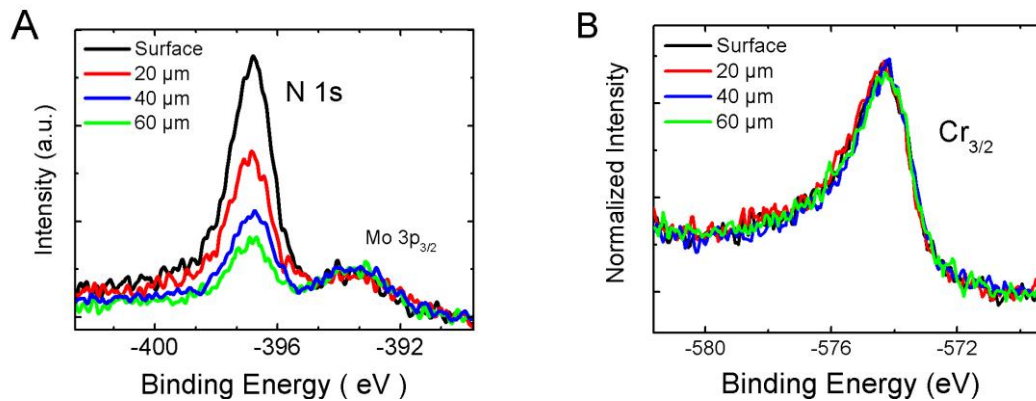 A
Surface
20 µm
40 µm
60 µm
N 1s
Mo 3p3/2
Intensity (a.u.)
-400
-396
-392
Binding Energy ( eV )
B
Surface
20 µm
40 µm
60 µm
Cr3/2
Normalized Intensity
-580
-576
-572
Binding Energy (eV)